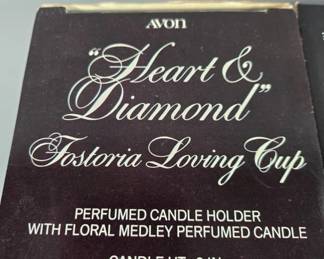 AVON
"Heart &
Diamond"
Fostoria Loving Cup
PERFUMED CANDLE HOLDER
WITH FLORAL MEDLEY PERFUMED CANDLE